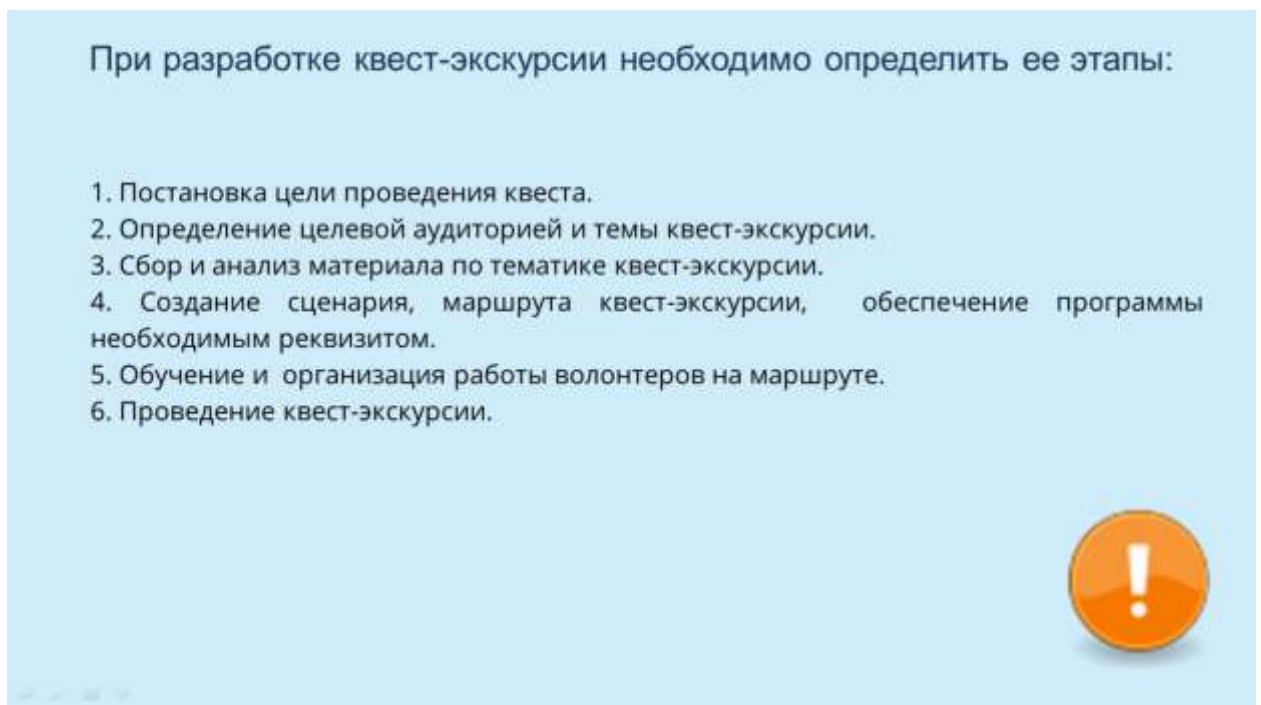 При разработке квест-экскурсии необходимо определить ее этапы:
1. Постановка цели проведения квеста.
2. Определение целевой аудиторией и темы квест-экскурсии.
3. Сбор и анализ материала по тематике квест-экскурсии.
4. Создание сценария, маршрута квест-экскурсии, обеспечение программы
необходимым реквизитом.
5. Обучение и организация работы волонтеров на маршруте.
6. Проведение квест-экскурсии.
!